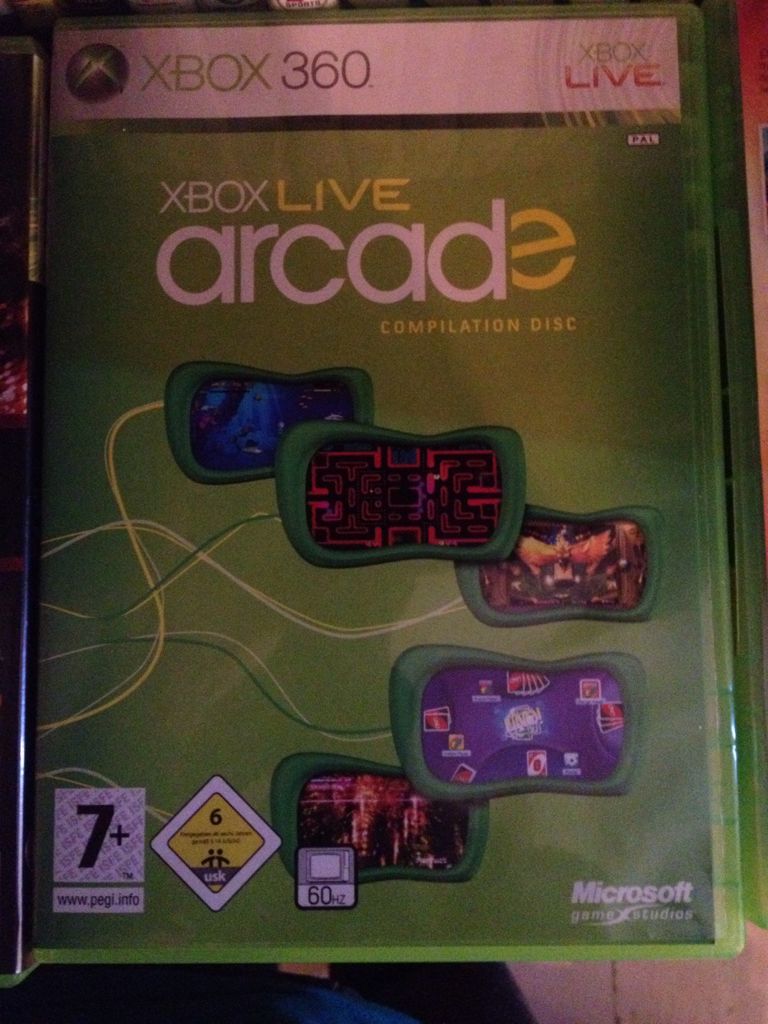 SPORTS
XBOX 360
XBOX
LIVE
PAL
XBOX LIVE
arcade
COMPILATION DISC
7+
www.pegi.info
6
usk
60HZ
Microsoft
game studios